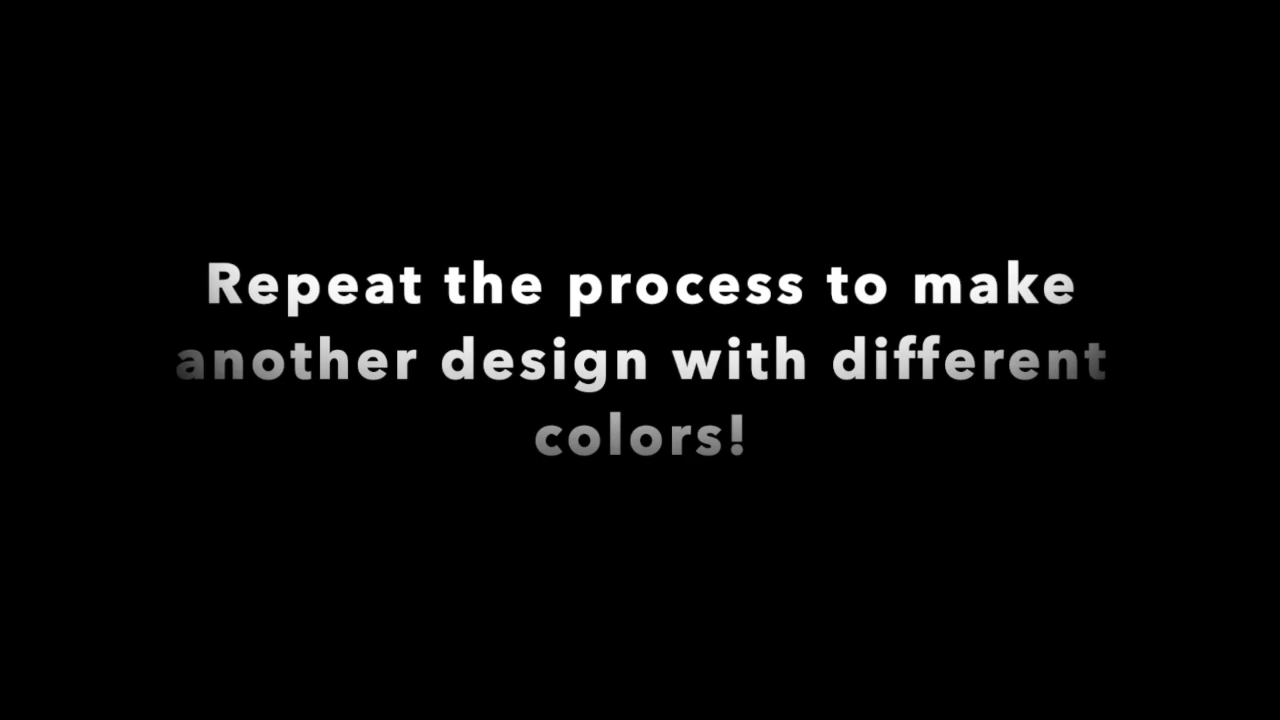 Repeat the process to make
another design with different
colors!